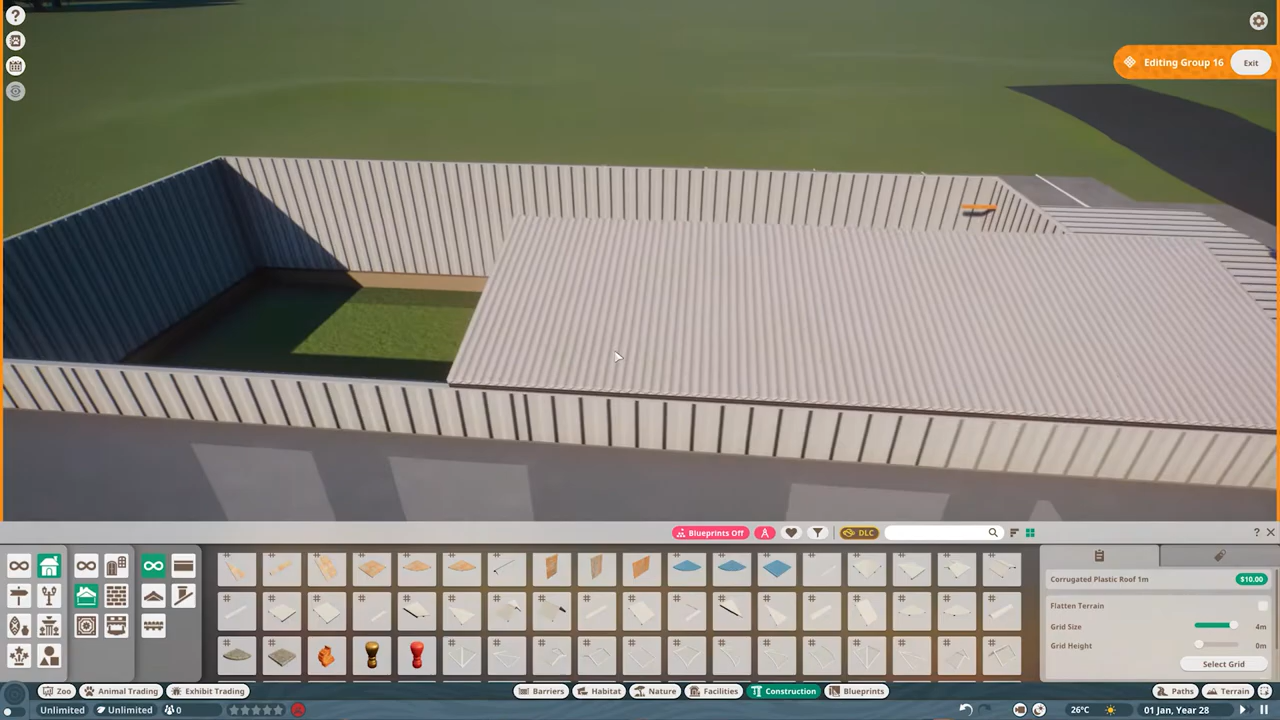 ?
Editing Group 16 Exit
Blueprints Off DLC ?
Corrugated Plastic Roof 1m $10.00
Flatten Terrain
Grid Size 4m
Grid Height 0m
Select Grid
Zoo Animal Trading Exhibit Trading Barriers Habitat Nature Facilities Construction Blueprints Paths Terrain
Unlimited Unlimited 0 26°C 01 Jan, Year 28